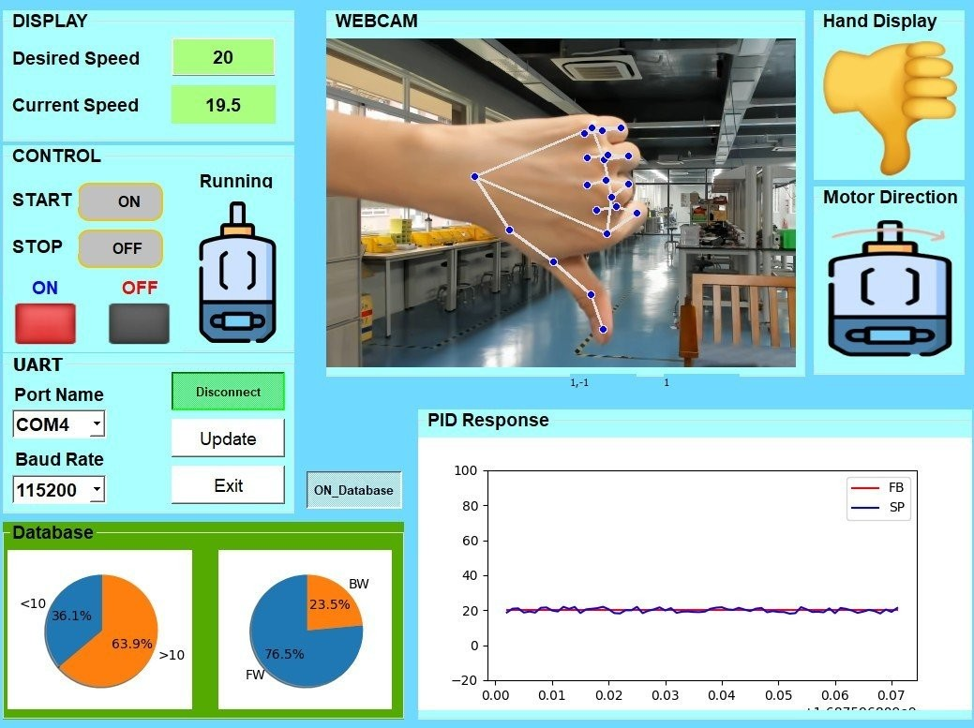 DISPLAY
Desired Speed
20
Current Speed
19.5
CONTROL
START
ON
STOP
OFF
Running
ON
OFF
UART
Port Name
COM4
Baud Rate
115200
Disconnect
Update
Exit
ON_Database
WEBCAM
1,-1
1
Hand Display
Motor Direction
Database
<10
36.1%
63.9%
>10
BW
23.5%
76.5%
FW
PID Response
100
80
60
40
20
0
−20
FB
SP
0.00
0.01
0.02
0.03
0.04
0.05
0.06
0.07